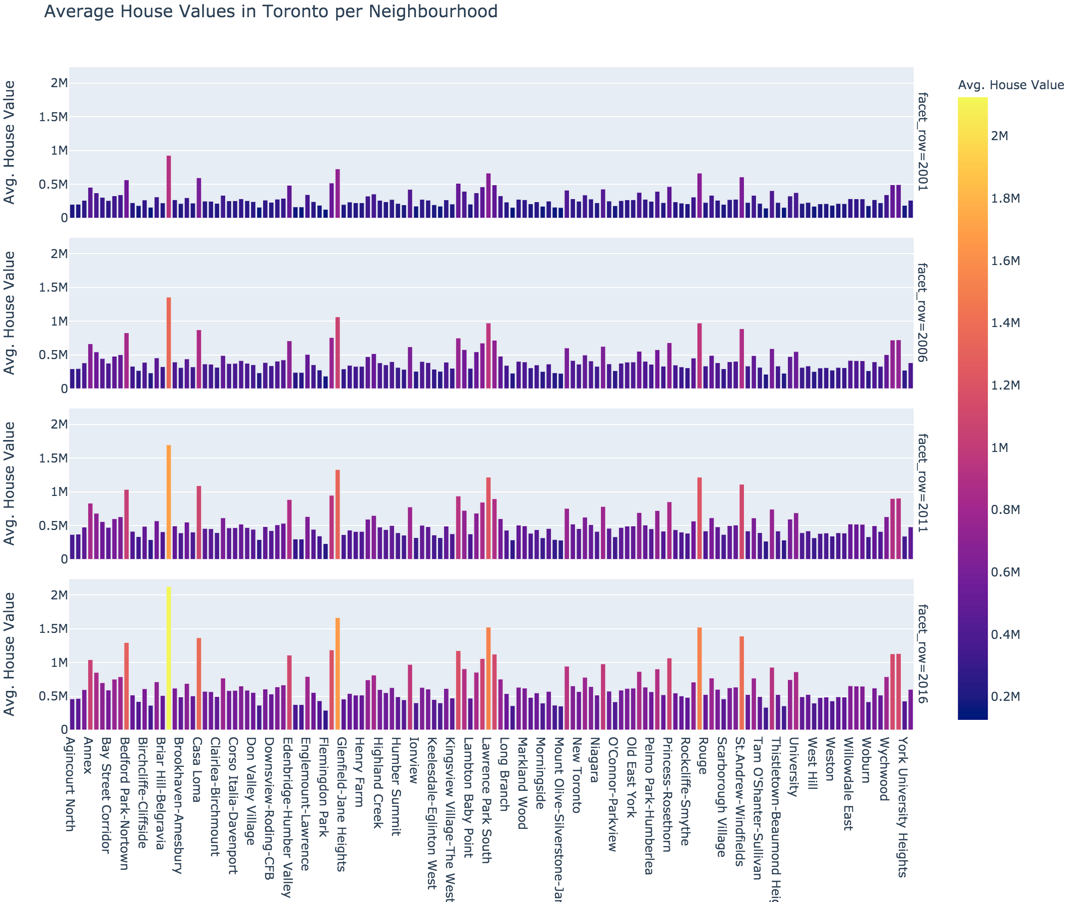 Average House Values in Toronto per Neighbourhood
Avg. House Value
2M
1.5M
1M
0.5M
0
facet_row=2001
Avg. House Value
2M
1.5M
1M
0.5M
0
facet_row=2006
Avg. House Value
2M
1.5M
1M
0.5M
0
facet_row=2011
Avg. House Value
2M
1.5M
1M
0.5M
0
facet_row=2016
Agincourt North
Annex
Bay Street Corridor
Bedford Park-Nortown
Birchcliffe-Cliffside
Briar Hill-Belgravia
Brookhaven-Amesbury
Casa Loma
Clairlea-Birchmount
Corso Italia-Davenport
Don Valley Village
Downsview-Roding-CFB
Edenbridge-Humber Valley
Englemount-Lawrence
Flemingdon Park
Glenfield-Jane Heights
Henry Farm
Highland Creek
Humber Summit
Ionview
Keelesdale-Eglinton West
Kingsview Village-The West
Lambton Baby Point
Lawrence Park South
Long Branch
Markland Wood
Morningside
Mount Olive-Silverstone-Jam
New Toronto
Niagara
O'Connor-Parkview
Old East York
Pelmo Park-Humberlea
Princess-Rosethorn
Rockcliffe-Smythe
Rouge
Scarborough Village
St.Andrew-Windfields
Tam O'Shanter-Sullivan
Thistletown-Beaumond Hei
University
West Hill
Weston
Willowdale East
Woburn
Wychwood
York University Heights
Avg. House Value
2M
1.8M
1.6M
1.4M
1.2M
1M
0.8M
0.6M
0.4M
0.2M